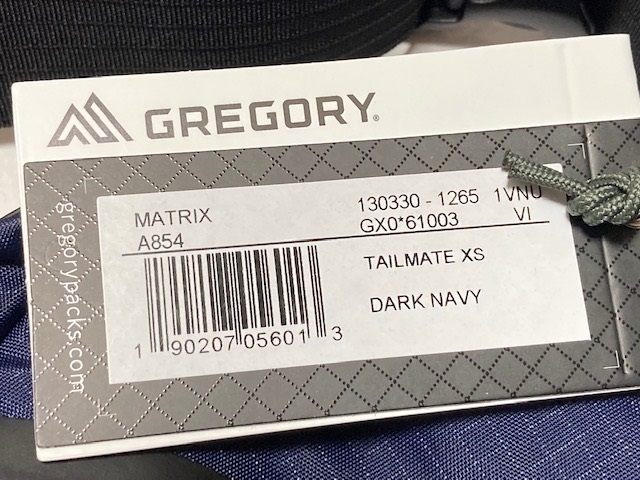 GREGORY®
gregorypacks.com
MATRIX 130330 - 1265 1VNU
A854 GX0*61003 VI
TAILMATE XS
DARK NAVY
1 90207 05601 3